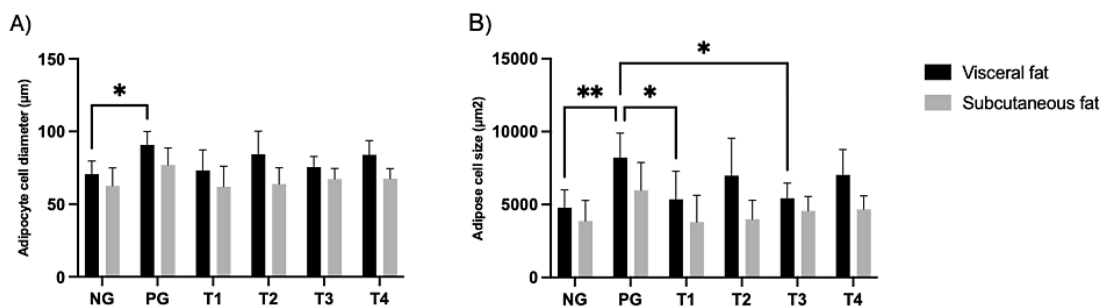 A)
Adipocyte cell diameter (µm)
150
100
50
0
*
NG PG T1 T2 T3 T4
B)
Adipose cell size (µm2)
15000
10000
5000
0
*
** *
NG PG T1 T2 T3 T4
Visceral fat
Subcutaneous fat